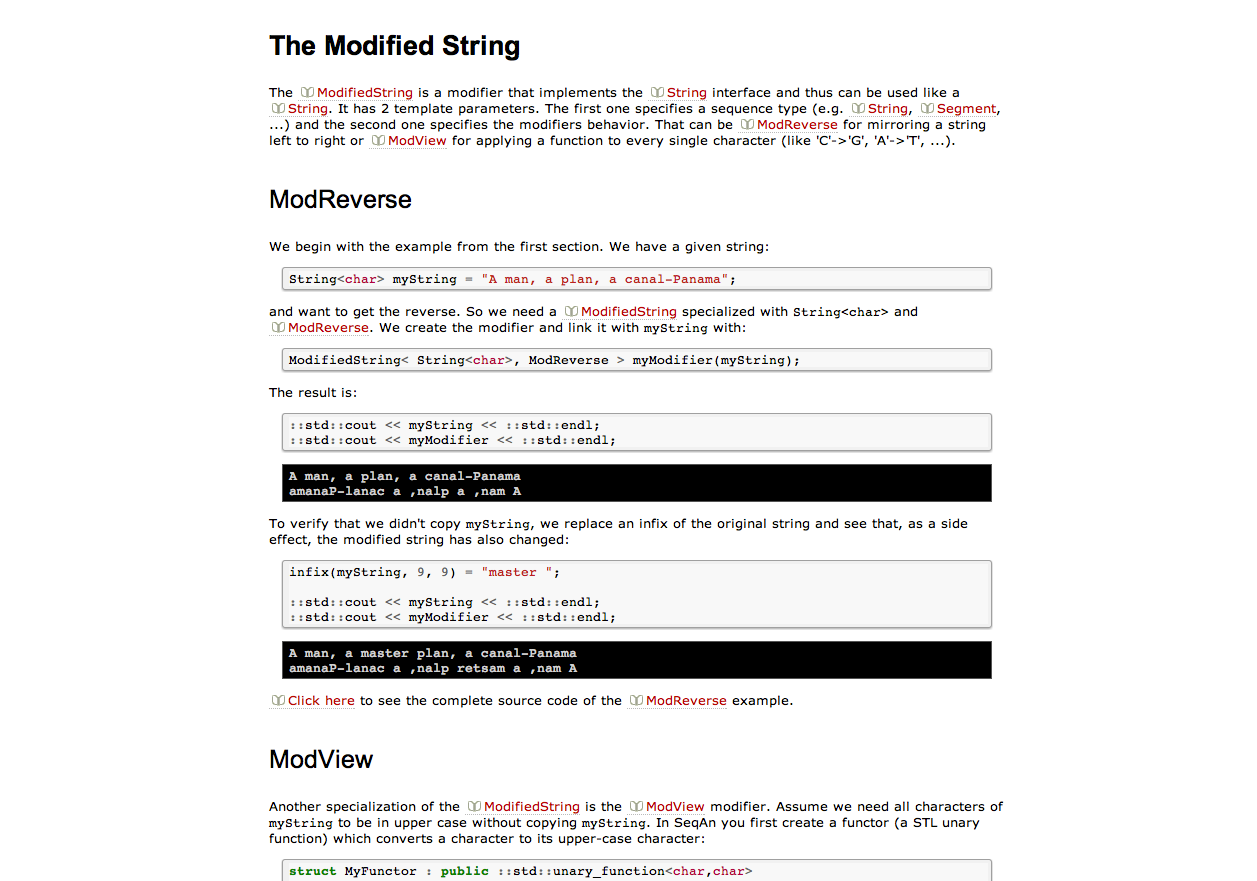 The Modified String
The ModifiedString is a modifier that implements the String interface and thus can be used like a
String. It has 2 template parameters. The first one specifies a sequence type (e.g. String, Segment,
...) and the second one specifies the modifiers behavior. That can be ModReverse for mirroring a string
left to right or ModView for applying a function to every single character (like 'C'->'G', 'A'->'T', ...).
ModReverse
We begin with the example from the first section. We have a given string:
String<char> myString = "A man, a plan, a canal-Panama";
and want to get the reverse. So we need a ModifiedString specialized with String<char> and
ModReverse. We create the modifier and link it with myString with:
ModifiedString< String<char>, ModReverse > myModifier(myString);
The result is:
::std::cout << myString << ::std::endl;
::std::cout << myModifier << ::std::endl;
A man, a plan, a canal-Panama
amanaP-lanac a ,nalp a ,nam A
To verify that we didn't copy myString, we replace an infix of the original string and see that, as a side
effect, the modified string has also changed:
infix(myString, 9, 9) = "master ";
::std::cout << myString << ::std::endl;
::std::cout << myModifier << ::std::endl;
A man, a master plan, a canal-Panama
amanaP-lanac a ,nalp retsam a ,nam A
Click here to see the complete source code of the ModReverse example.
ModView
Another specialization of the ModifiedString is the ModView modifier. Assume we need all characters of
myString to be in upper case without copying myString. In SeqAn you first create a functor (a STL unary
function) which converts a character to its upper-case character:
struct MyFunctor : public ::std::unary_function<char,char>